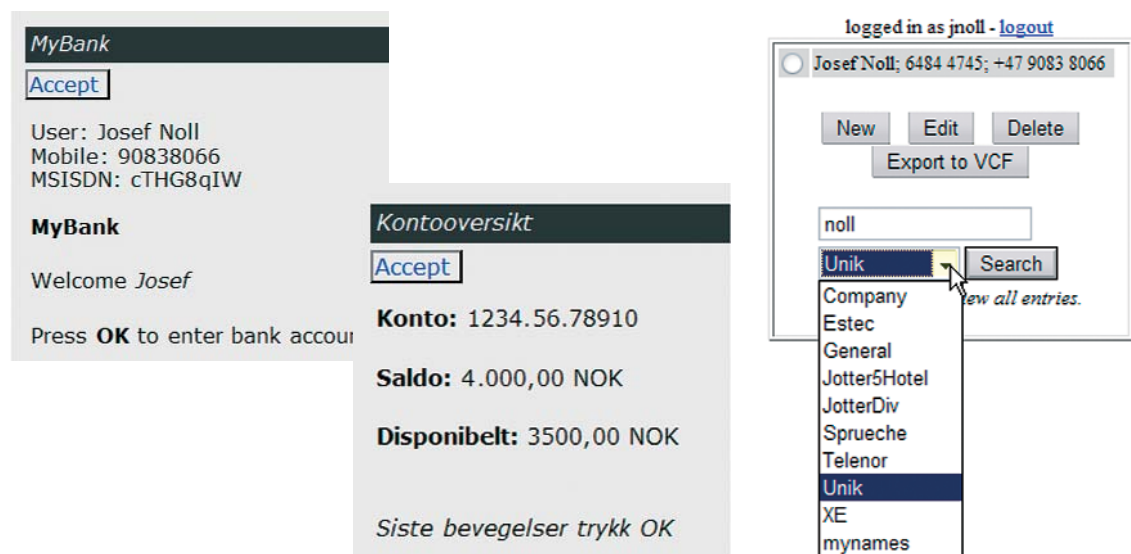 MyBank
Accept
User: Josef Noll
Mobile: 90838066
MSISDN: cTHG8qIW
MyBank
Welcome Josef
Press OK to enter bank
Kontooversikt
Accept
Konto: 1234.56.78910
Saldo: 4.000,00 NOK
Disponibelt: 3500,00 NOK
Siste bevegelser trykk OK
logged in as jnoll - logout
Josef Noll; 6484 4745; +47 9083 8066
New Edit Delete
Export to VCF
noll
Unik Search
all entries.
Company
Estec
General
Jotter5Hotel
JotterDiv
Sprueche
Telenor
Unik
XE
mynames